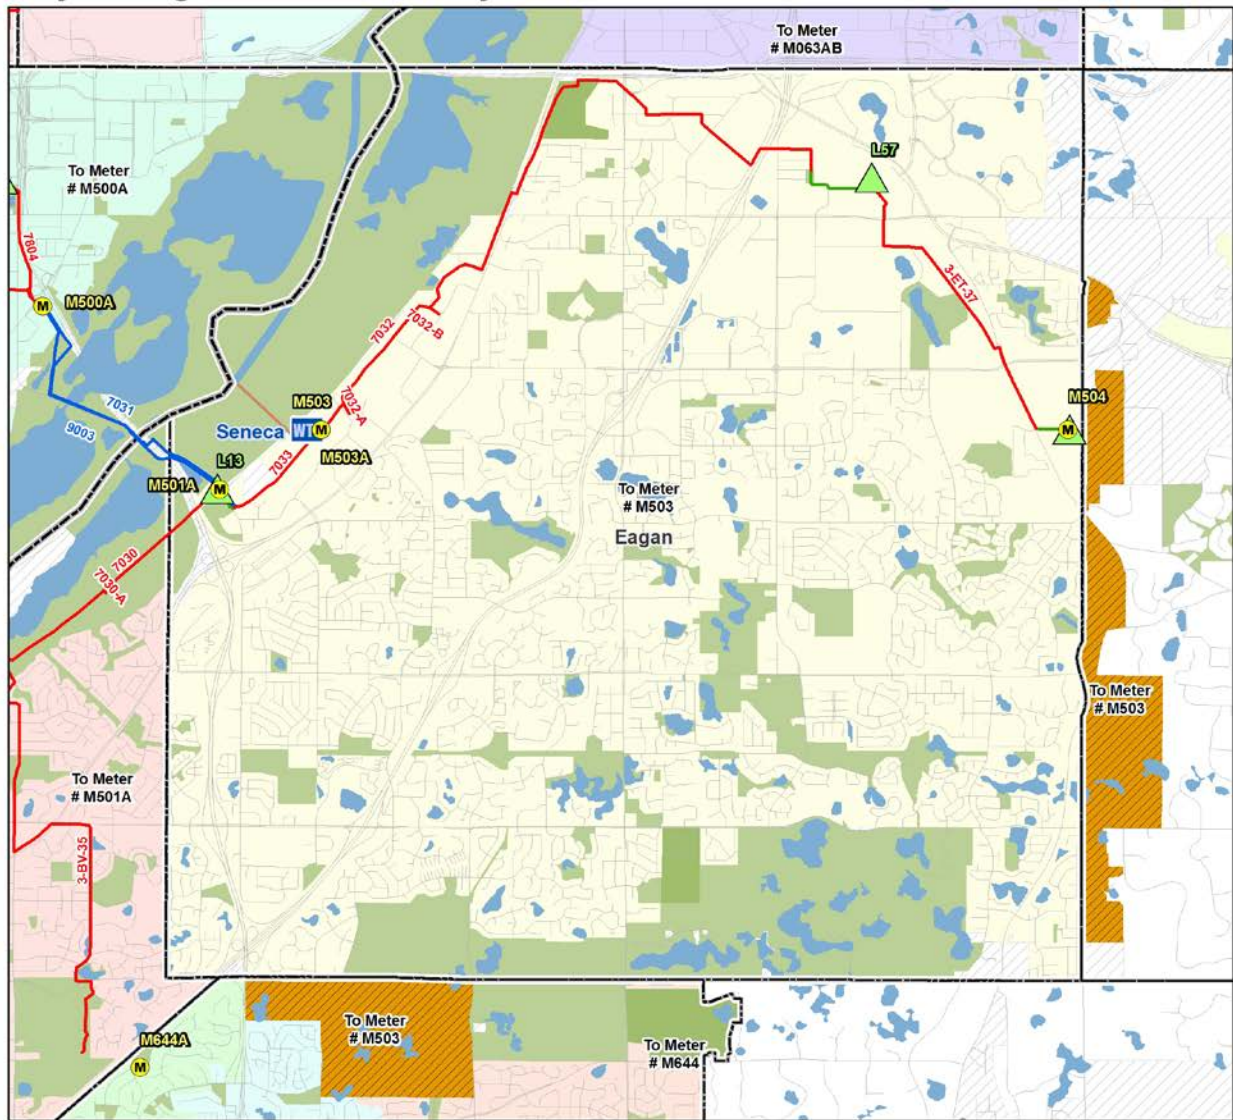 To Meter
# M063AB
To Meter
# M500A
L57
7804
M500A
3-ET-37
7032
7032-B
7031
9003
M503
7032-A
M504
Seneca
WT
M
M503A
L13
7033
M501A
To Meter
# M503
Eagan
7030
7030-A
To Meter
# M503
To Meter
# M501A
3-BV-35
To Meter
# M503
M644A
To Meter
# M644
M
M
M
M